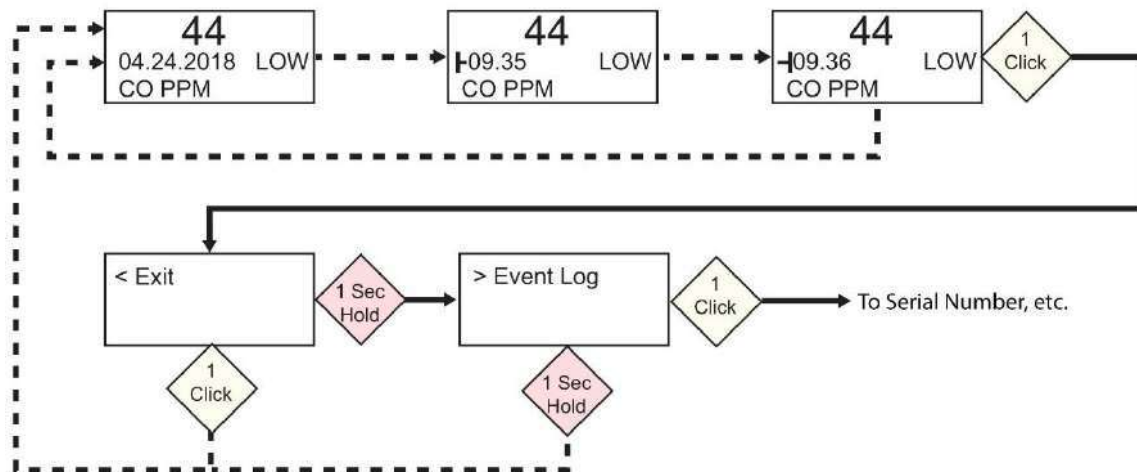 44
04.24.2018 LOW
CO PPM
44
├09.35 LOW
CO PPM
44
┤09.36 LOW
CO PPM
1
Click
< Exit
1 Sec
Hold
> Event Log
1
Click
To Serial Number, etc.
1
Click
1 Sec
Hold